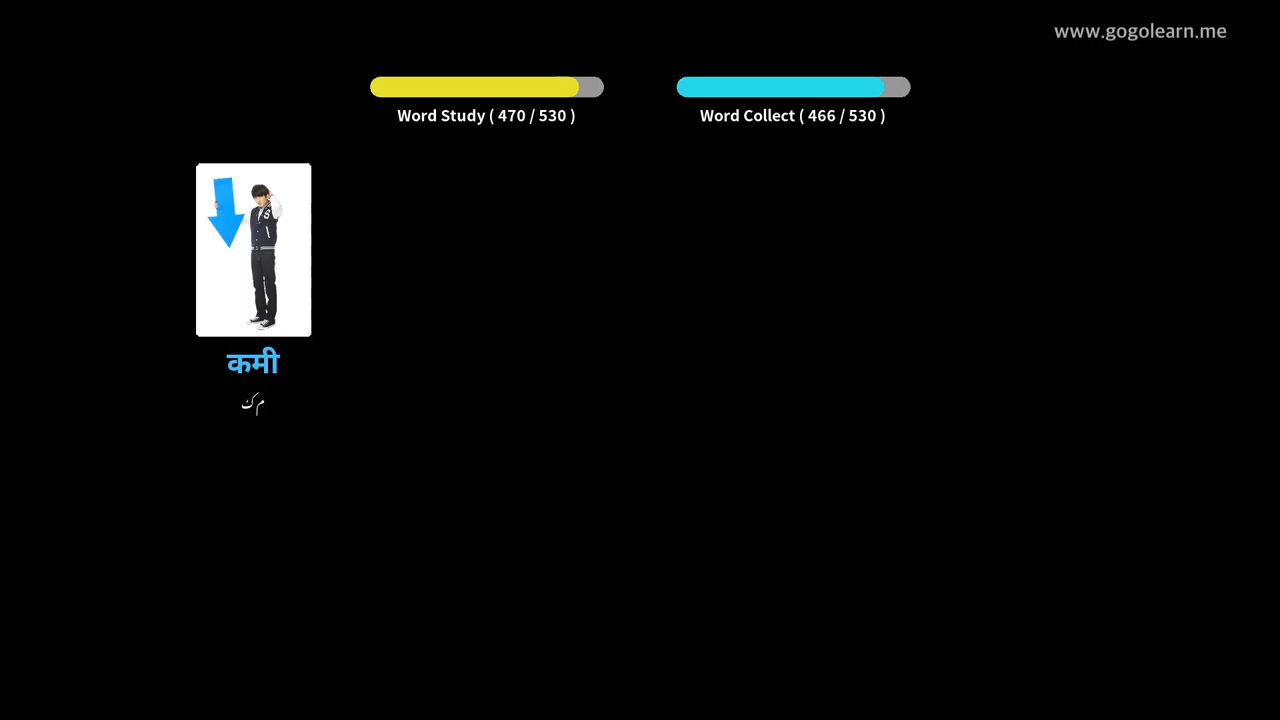 www.gogolearn.me
Word Study ( 470 / 530 )
Word Collect ( 466 / 530 )
S
कमी
م ك